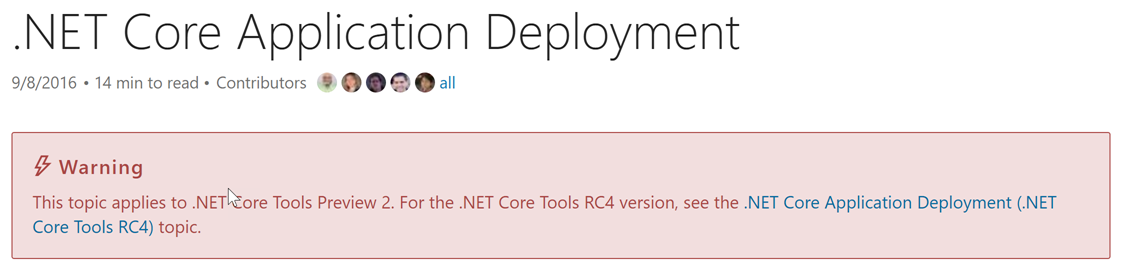 .NET Core Application Deployment
9/8/2016 • 14 min to read • Contributors all
Warning
This topic applies to .NET Core Tools Preview 2. For the .NET Core Tools RC4 version, see the .NET Core Application Deployment (.NET
Core Tools RC4) topic.